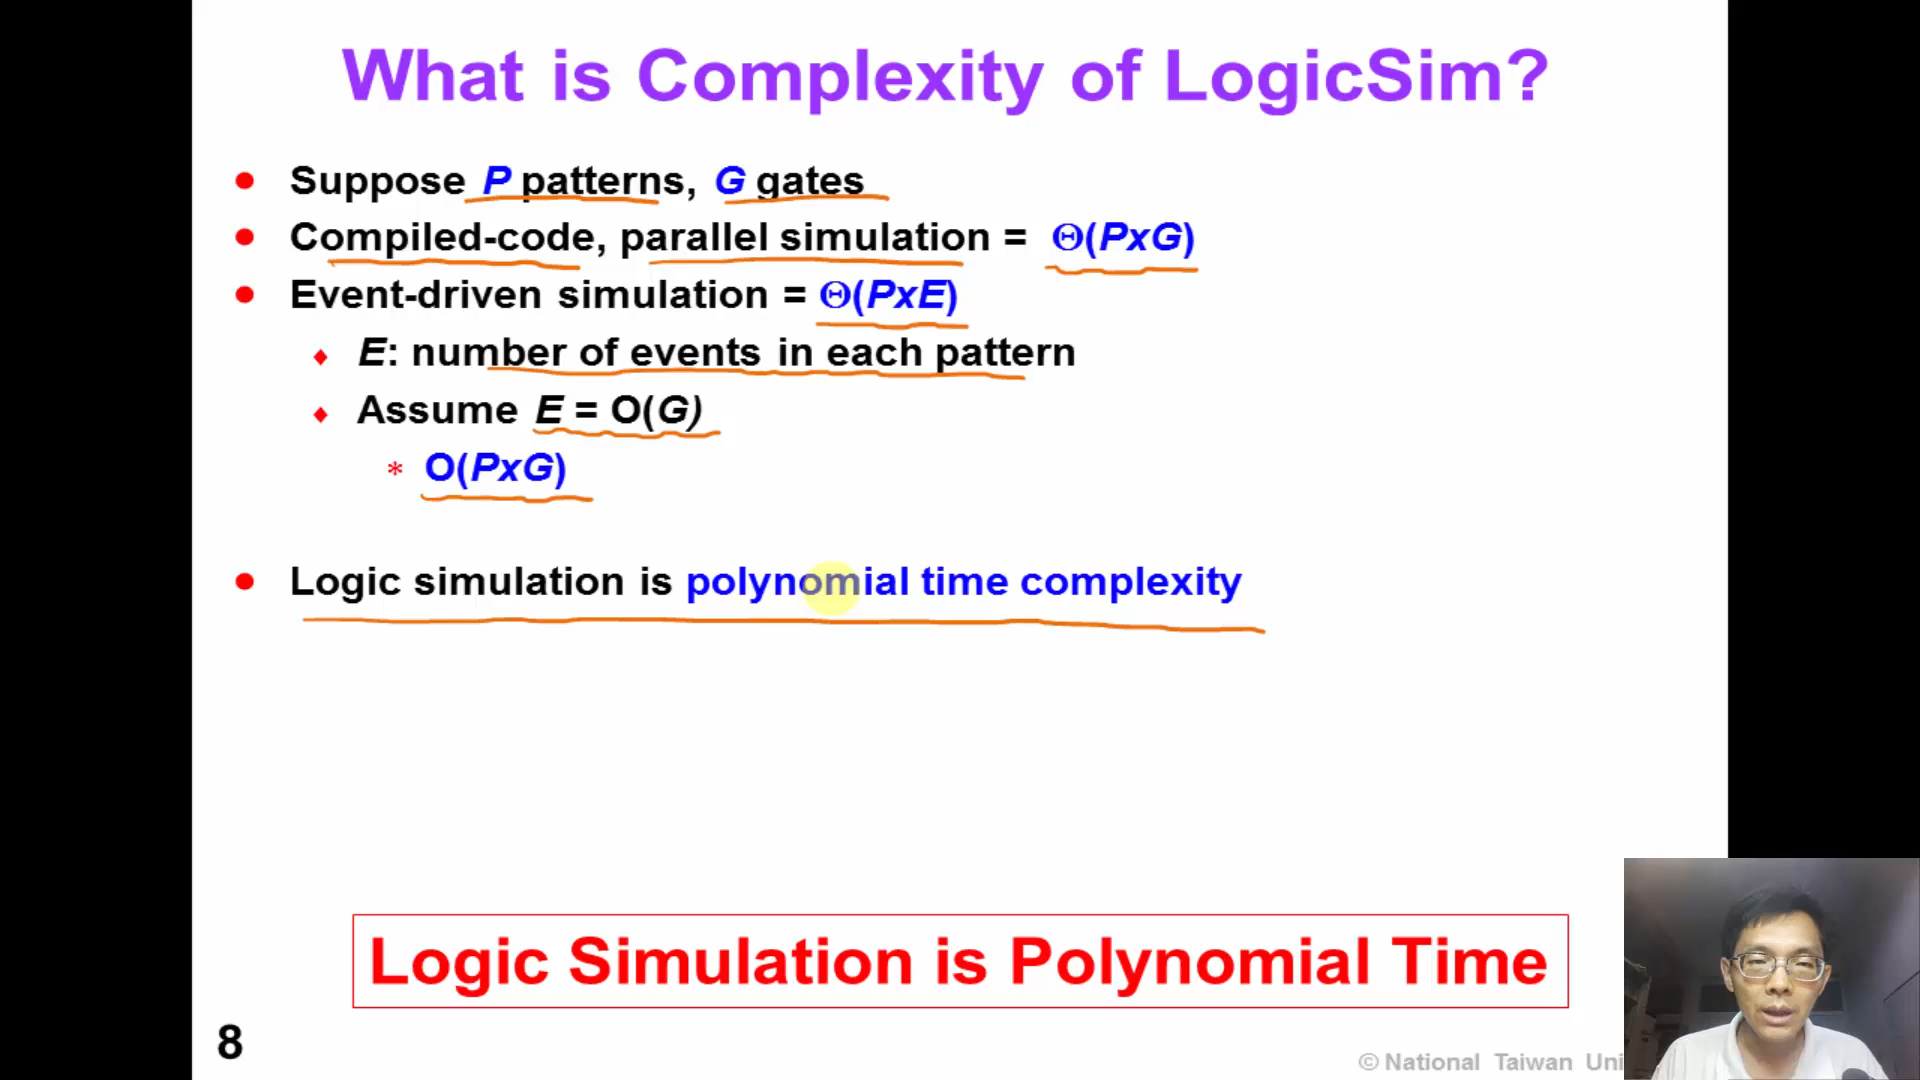 What is Complexity of LogicSim?
Suppose P patterns, G gates
Compiled-code, parallel simulation = Θ(PxG)
Event-driven simulation = Θ(PxE)
E: number of events in each pattern
Assume E = O(G)
* O(PxG)
Logic simulation is polynomial time complexity
Logic Simulation is Polynomial Time
8
© National Taiwan Uni